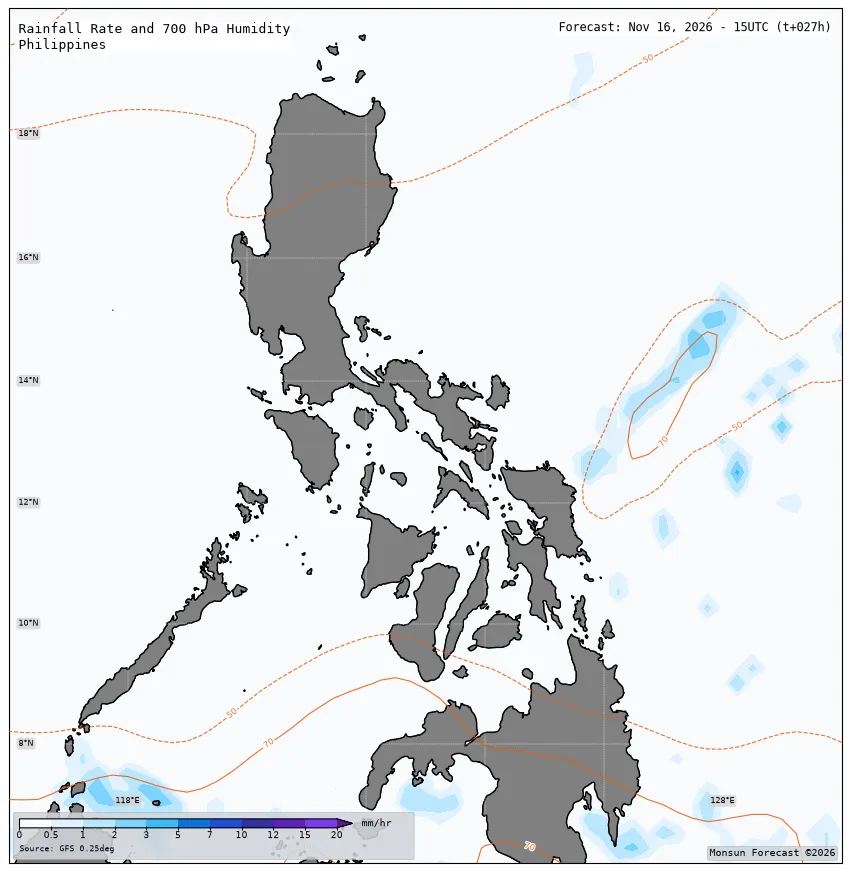 Rainfall Rate and 700 hPa Humidity
Philippines
Forecast: Nov 16, 2026 - 15UTC (t+027h)
50
18°N
16°N
14°N
50
70
12°N
10°N
50
70
8°N
118°E
128°E
70
mm/hr
0 0.5 1 2 3 5 7 10 12 15 20
Source: GFS 0.25deg
Monsun Forecast ©2026